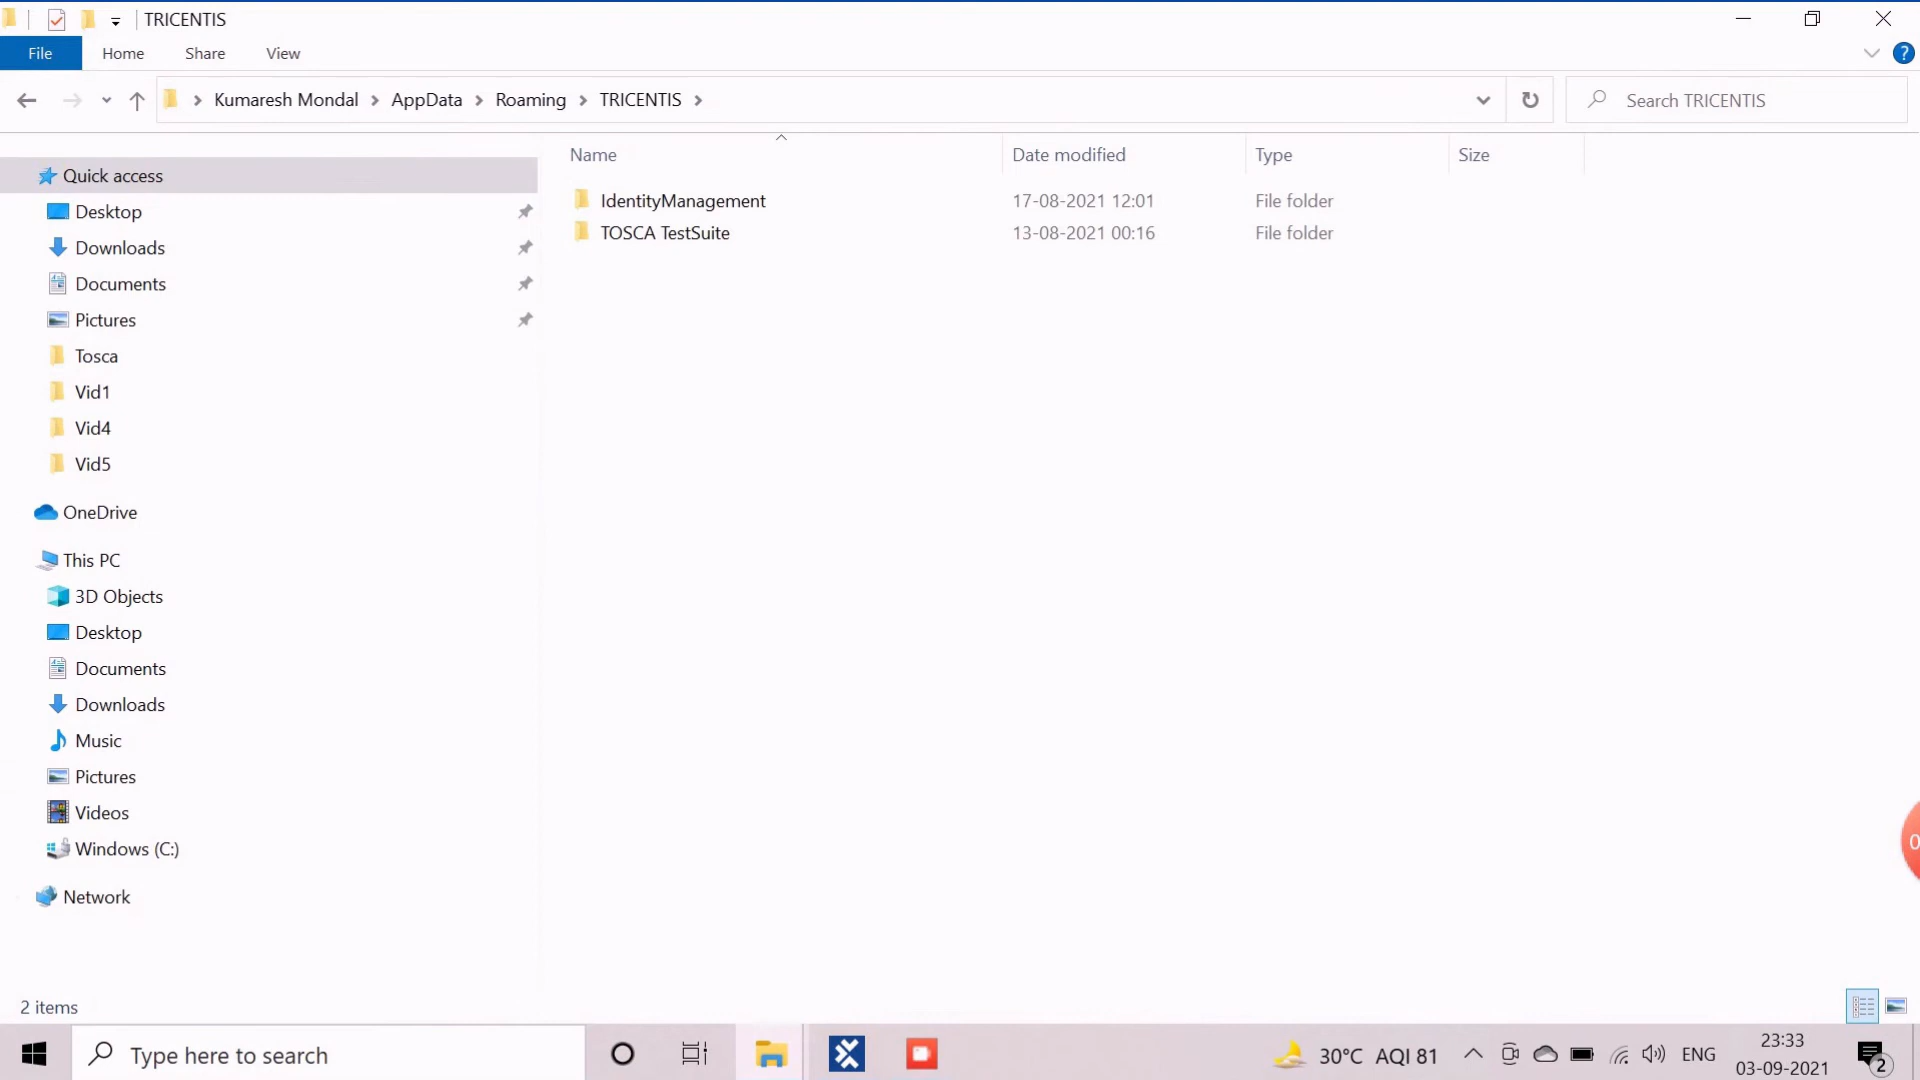 TRICENTIS
File Home Share View
Kumaresh Mondal AppData Roaming TRICENTIS
Search TRICENTIS
Name Date modified Type Size
IdentityManagement 17-08-2021 12:01 File folder
TOSCA TestSuite 13-08-2021 00:16 File folder
Quick access
Desktop
Downloads
Documents
Pictures
Tosca
Vid1
Vid4
Vid5
OneDrive
This PC
3D Objects
Desktop
Documents
Downloads
Music
Pictures
Videos
Windows (C:)
Network
2 items
Type here to search
30°C AQI 81
ENG
23:33
03-09-2021
2